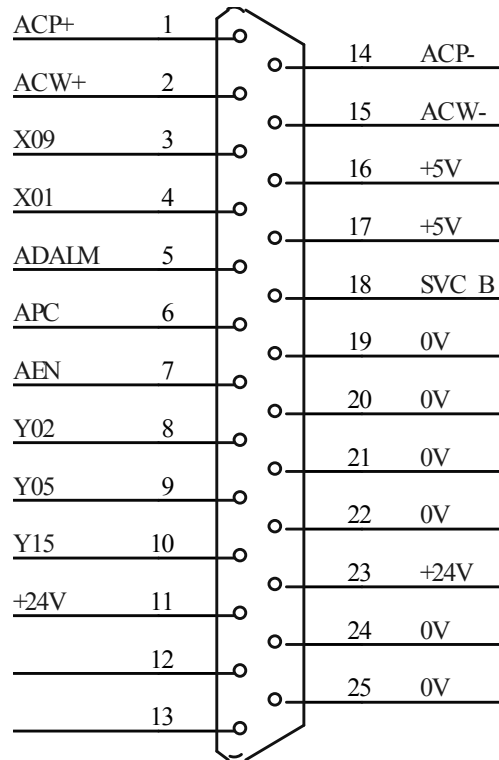 ACP+ 1
14 ACP-
ACW+ 2
15 ACW-
X09 3
16 +5V
X01 4
17 +5V
ADALM 5
18 SVC_B
APC 6
19 0V
AEN 7
20 0V
Y02 8
21 0V
Y05 9
22 0V
Y15 10
23 +24V
+24V 11
24 0V
12
25 0V
13